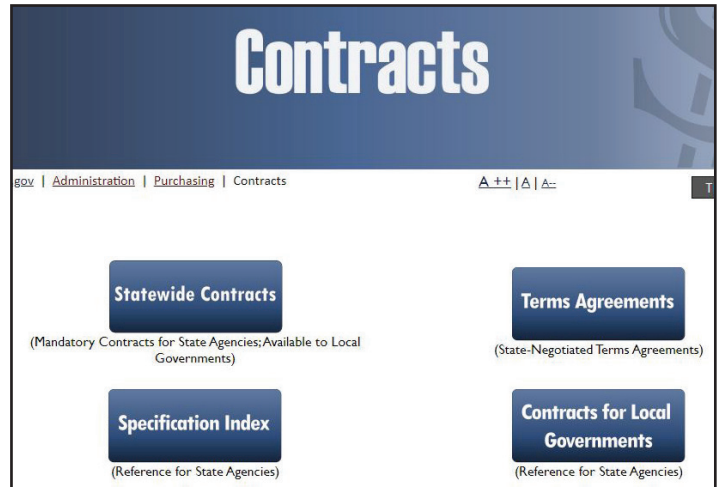 Contracts
gov | Administration | Purchasing | Contracts
A ++ | A | A--
T
Statewide Contracts
(Mandatory Contracts for State Agencies; Available to Local
Governments)
Terms Agreements
(State-Negotiated Terms Agreements)
Specification Index
(Reference for State Agencies)
Contracts for Local
Governments
(Reference for State Agencies)